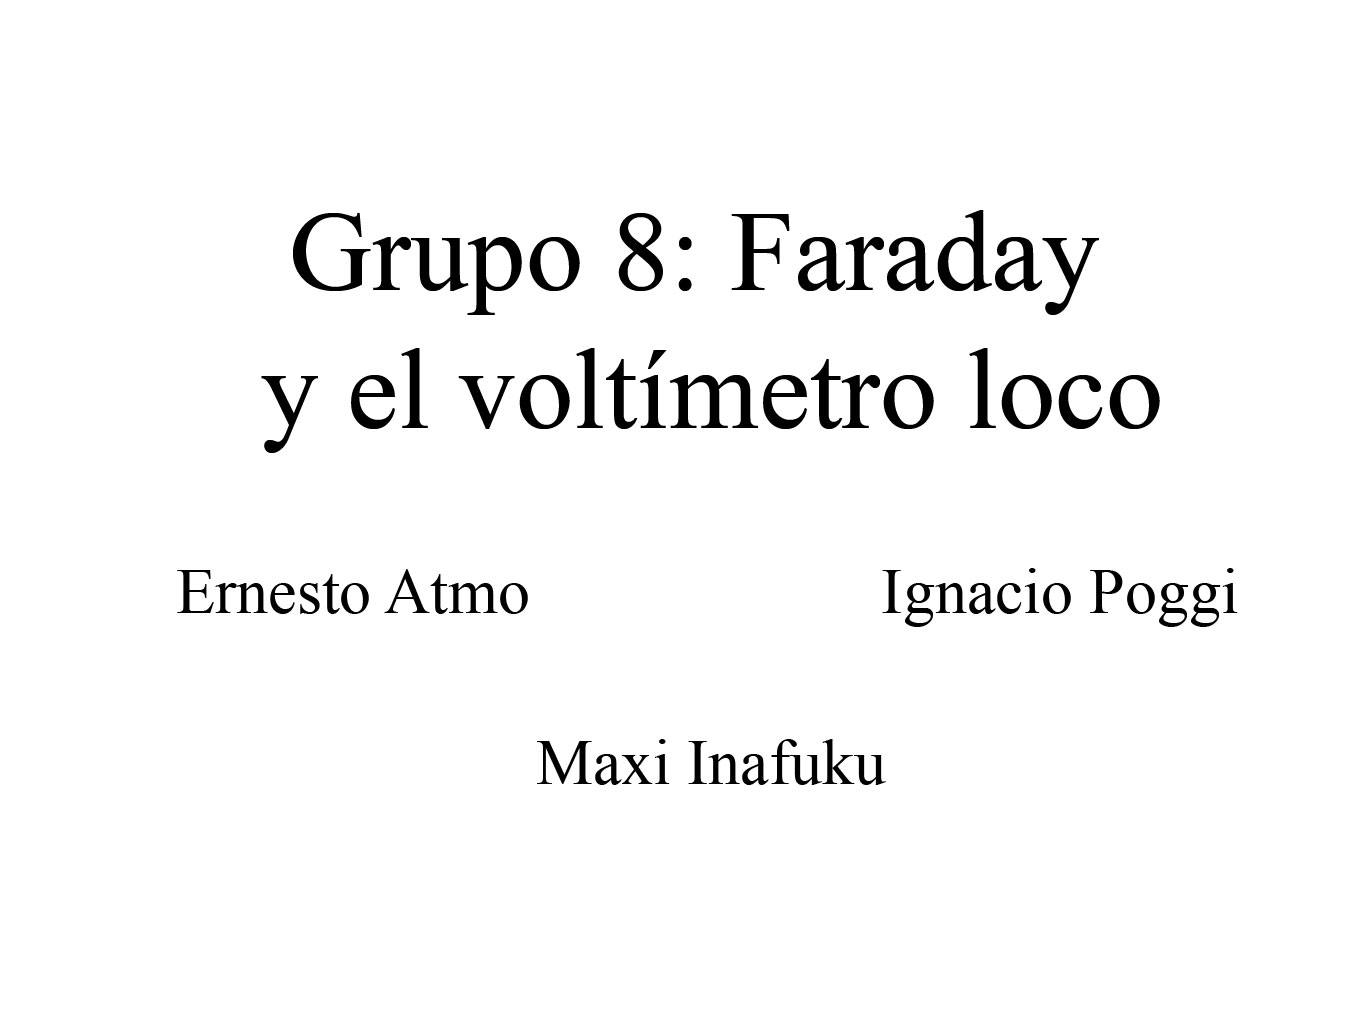 Grupo 8: Faraday
y el voltímetro loco
Ernesto Atmo
Ignacio Poggi
Maxi Inafuku